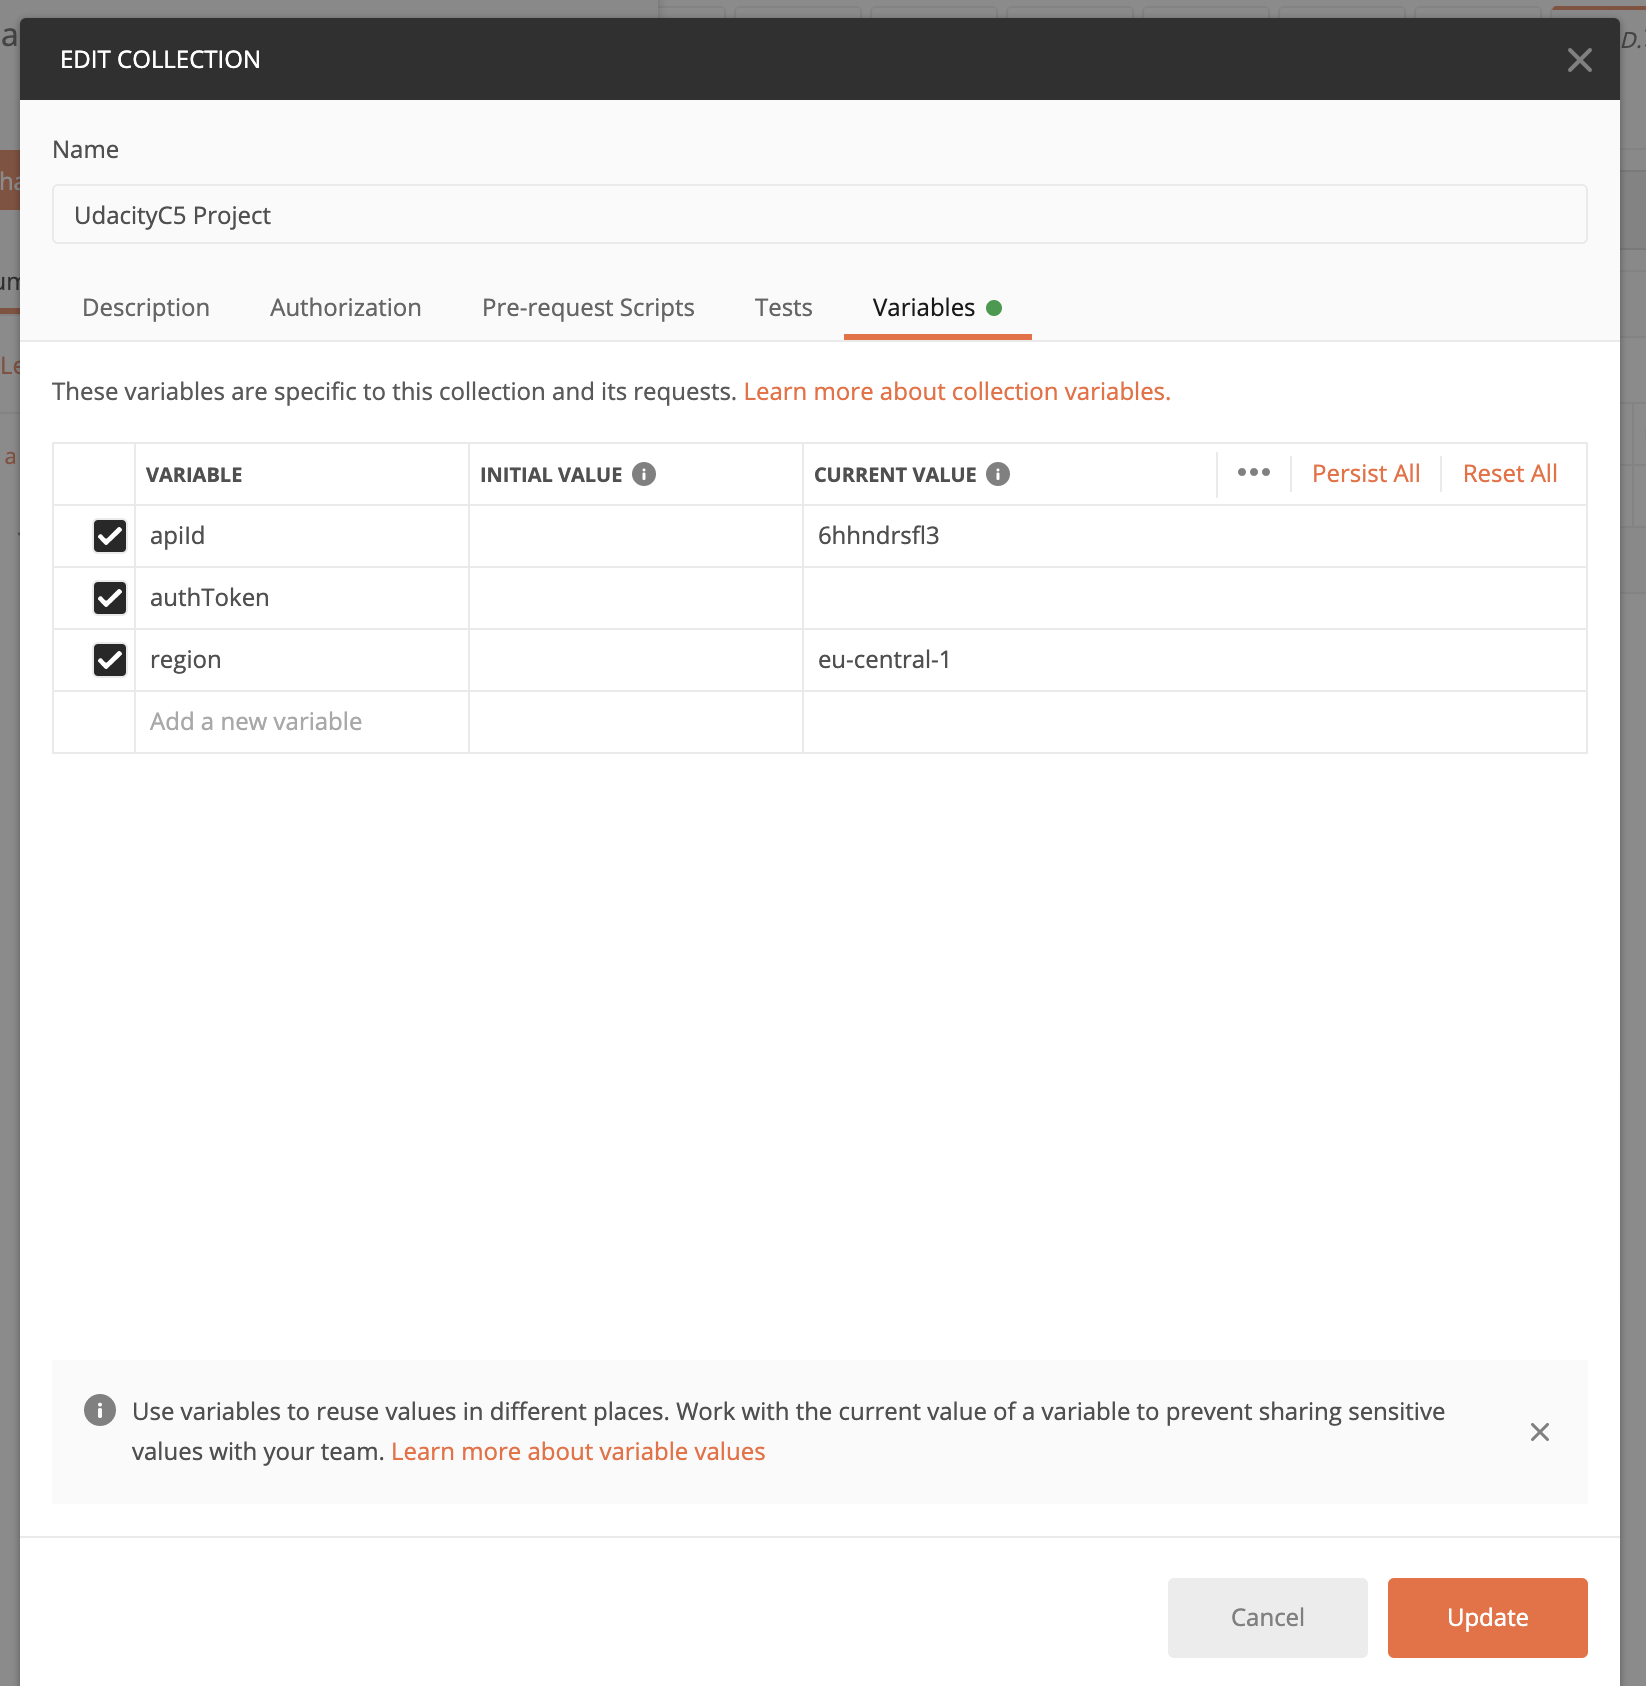 EDIT COLLECTION
Name
UdacityC5 Project
Description Authorization Pre-request Scripts Tests Variables
These variables are specific to this collection and its requests. Learn more about collection variables.
VARIABLE INITIAL VALUE CURRENT VALUE Persist All Reset All
apiId 6hhndrsfl3
authToken
region eu-central-1
Add a new variable
Use variables to reuse values in different places. Work with the current value of a variable to prevent sharing sensitive
values with your team. Learn more about variable values
Cancel Update